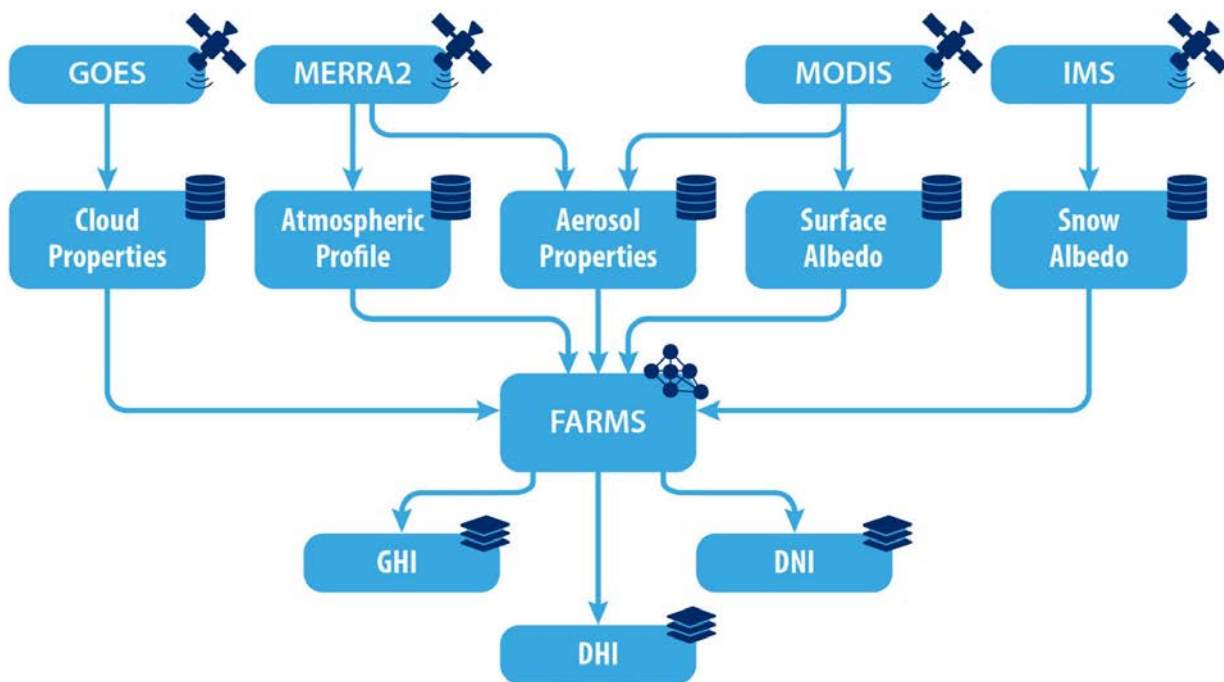 GOES
MERRA2
MODIS
IMS
Cloud
Properties
Atmospheric
Profile
Aerosol
Properties
Surface
Albedo
Snow
Albedo
FARMS
GHI
DNI
DHI